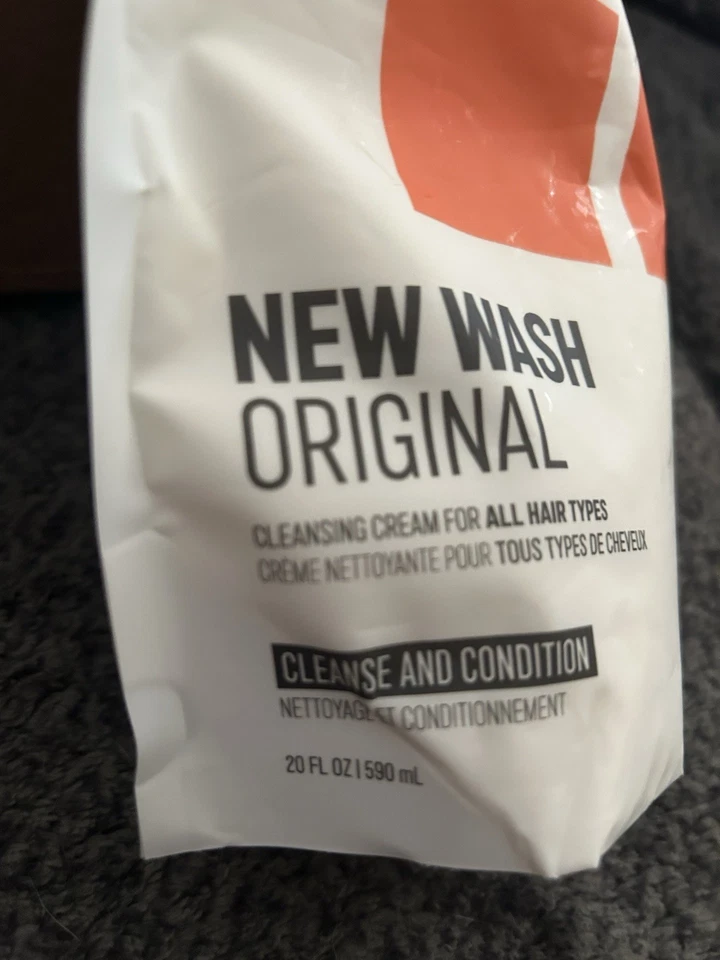 NEW WASH
ORIGINAL
CLEANSING CREAM FOR ALL HAIR TYPES
CRÈME NETTOYANTE POUR TOUS TYPES DE CHEVEUX
CLEANSE AND CONDITION
NETTOYAGE ET CONDITIONNEMENT
20 FL OZ | 590 mL